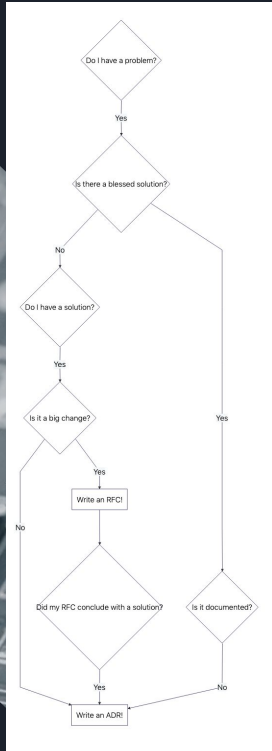 Do I have a problem?
Yes
Is there a blessed solution?
No
Do I have a solution?
Yes
Is it a big change?
Yes
Yes
Write an RFC!
No
Did my RFC conclude with a solution?
Is it documented?
Yes
No
Write an ADR!